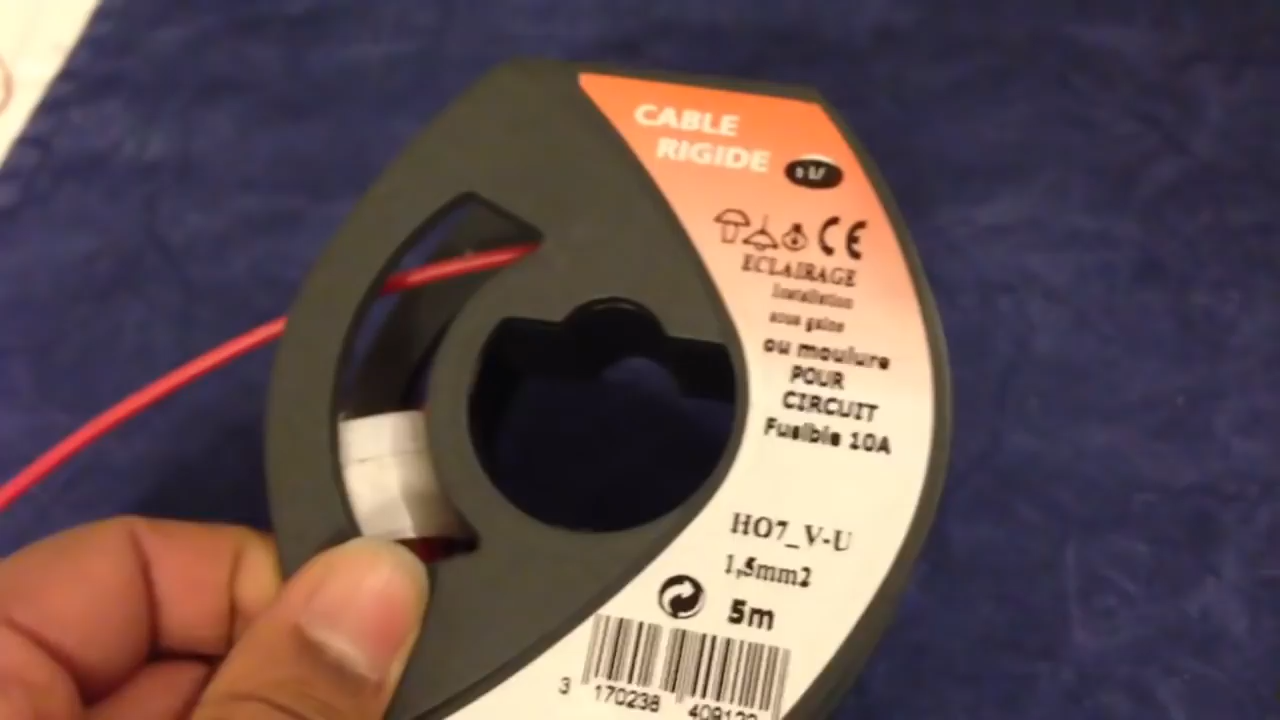 CABLE
RIGIDE
CE
ECLAIRAGE
Installation
sous gaine
ou moulure
POUR
CIRCUIT
Fusible 10A
HO7_V-U
1,5mm2
5m
3 170238